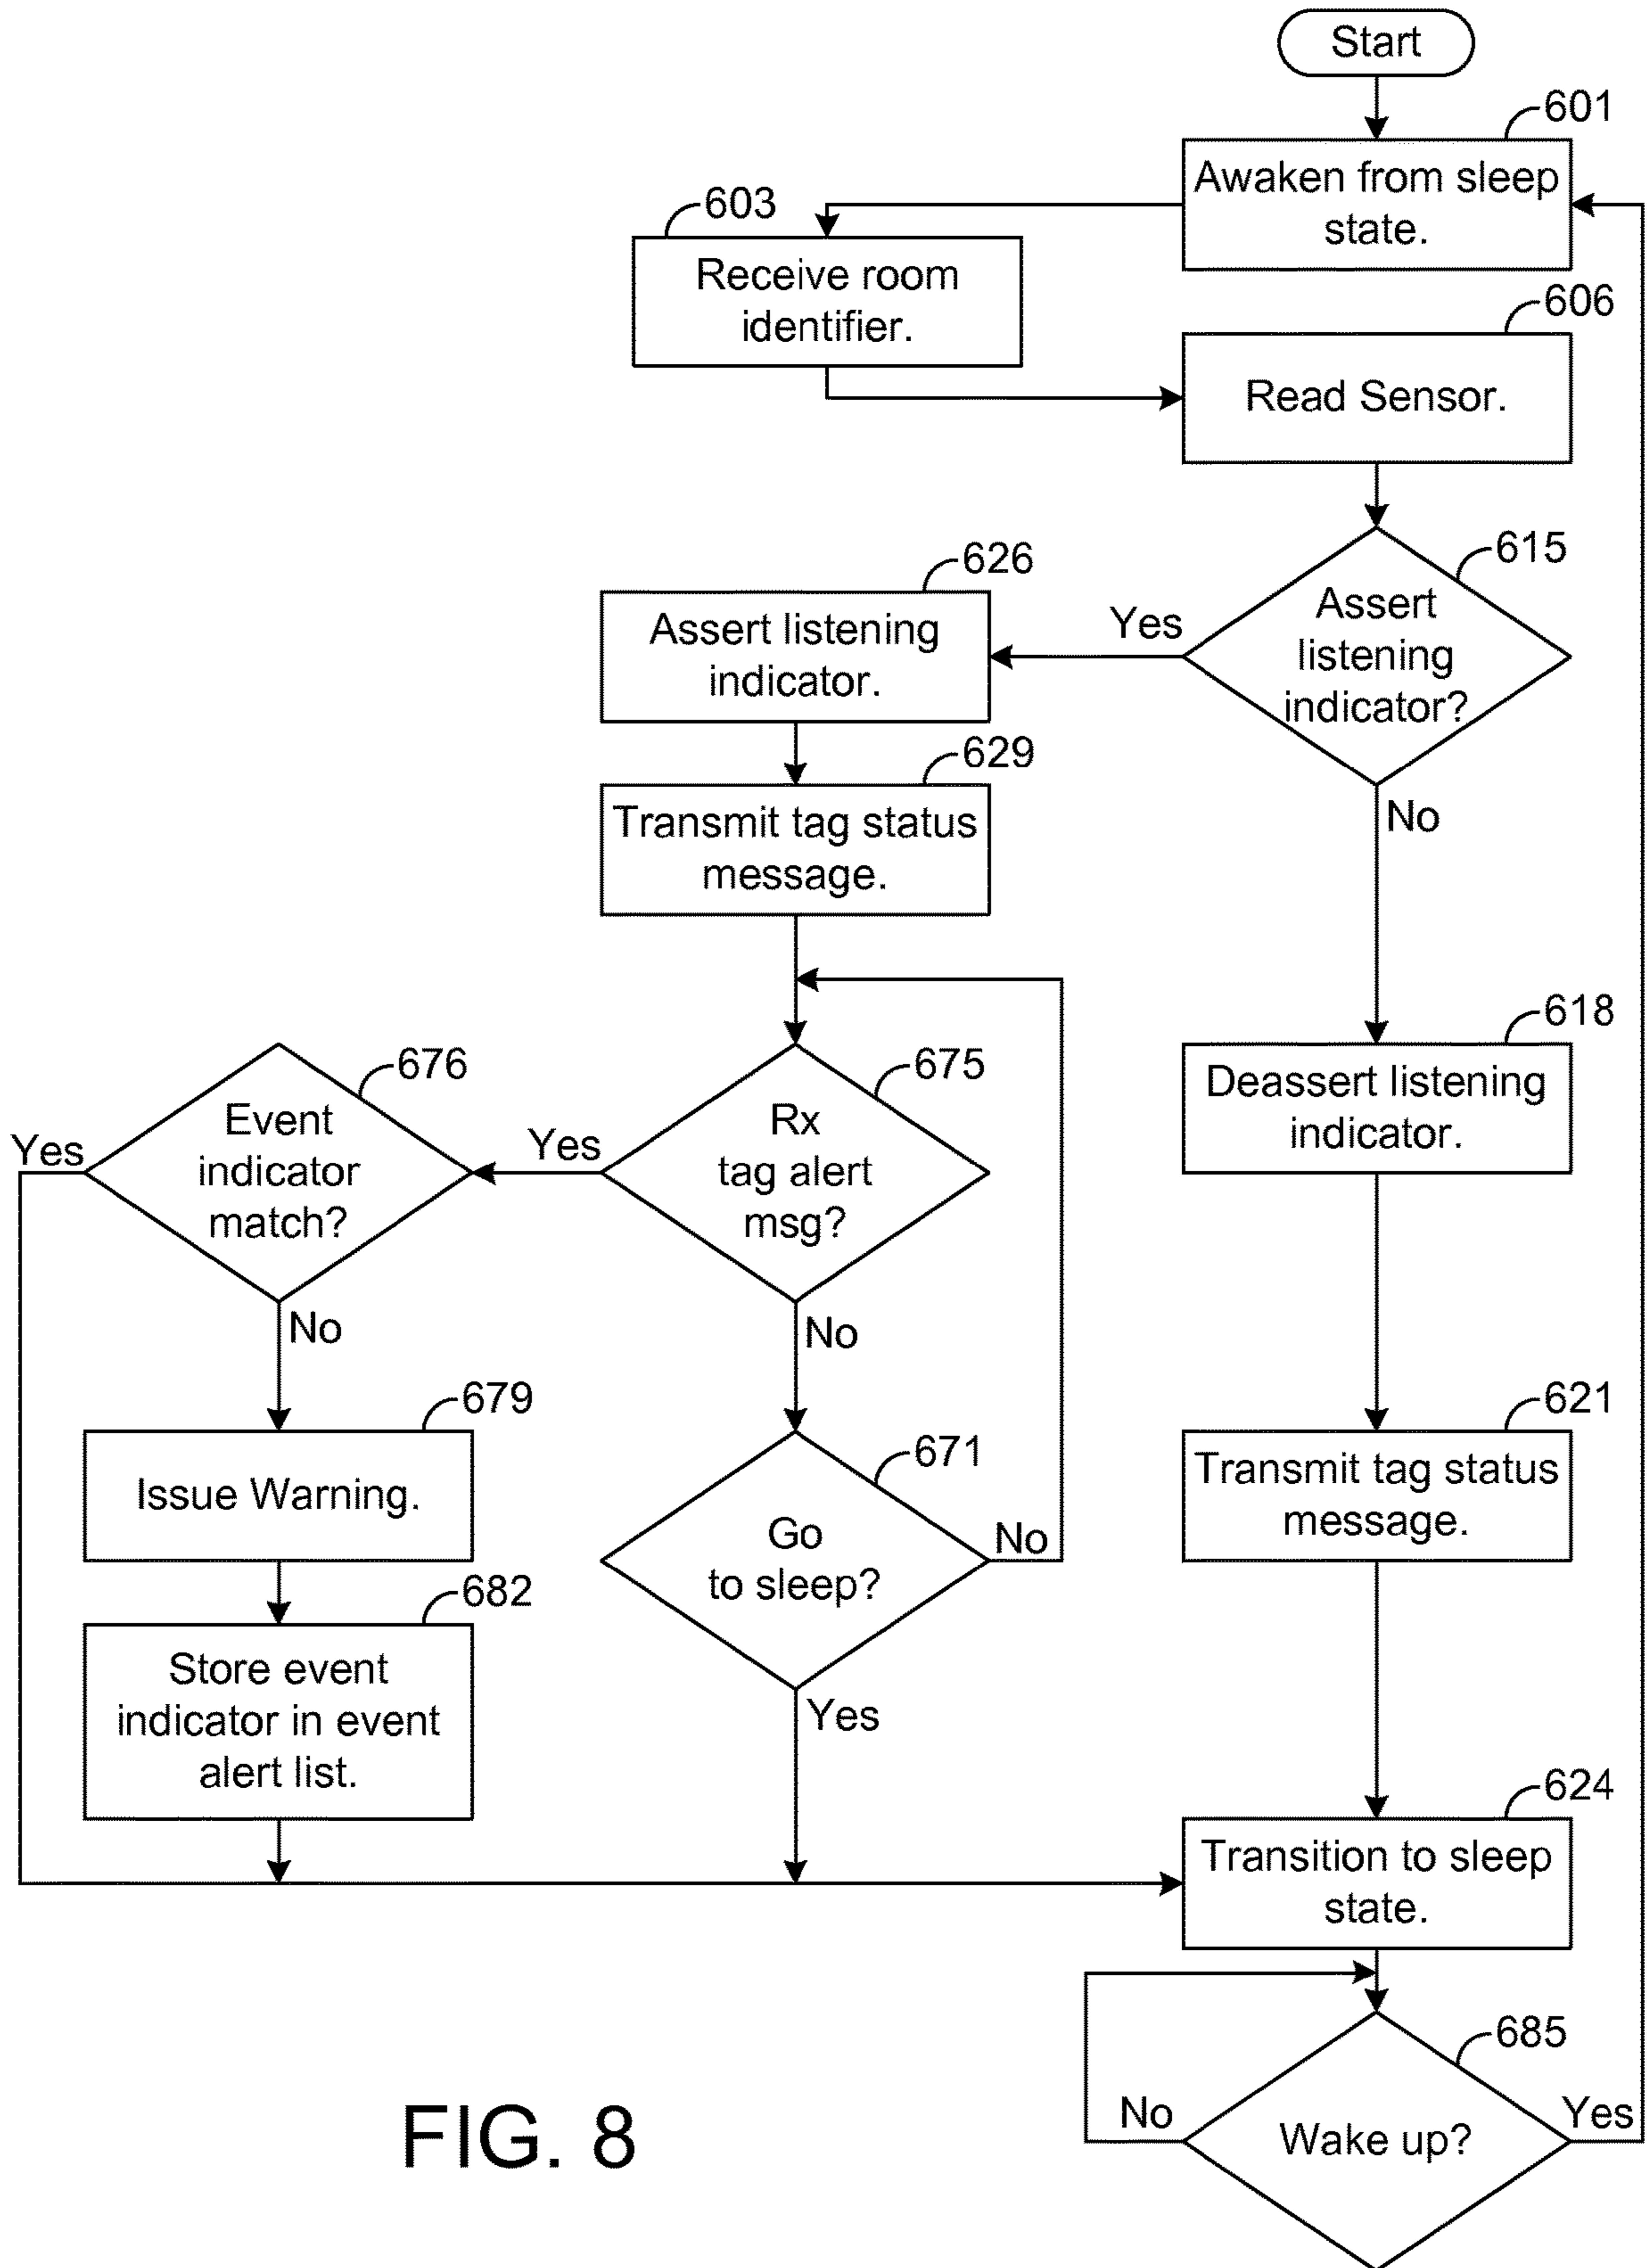 Start
601
Awaken from sleep
state.
603
Receive room
identifier.
606
Read Sensor.
615
Assert
listening
indicator?
Yes
No
626
Assert listening
indicator.
629
Transmit tag status
message.
618
Deassert listening
indicator.
676
Event
indicator
match?
Yes
No
675
Rx
tag alert
msg?
Yes
No
679
Issue Warning.
671
Go
to sleep?
No
Yes
621
Transmit tag status
message.
682
Store event
indicator in event
alert list.
624
Transition to sleep
state.
685
Wake up?
No
Yes
FIG. 8